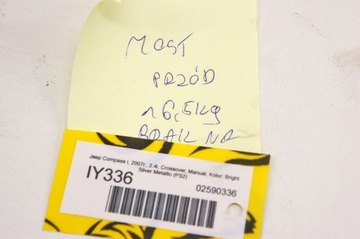 MOST
PRZÓD
16,5kg
BRAK NA
Jeep Compass I, 2007r., 2.4i, Crossover, Manual, Kolor: Bright
Silver Metallic (PS2)
IY336
02590336